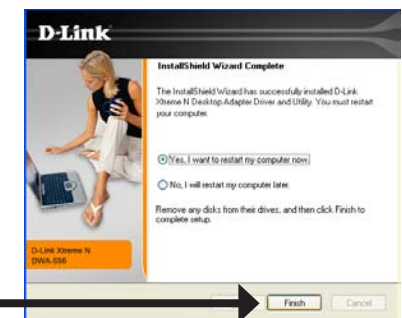 D-Link
InstallShield Wizard Complete
The InstallShield Wizard has successfully installed D-Link
Xtreme N Desktop Adapter Driver and Utility. You must restart
your computer.
Yes, I want to restart my computer now.
No, I will restart my computer later.
Remove any disks from their drives, and then click Finish to
complete setup.
D-Link Xtreme N
DWA-556
Finish
Cancel